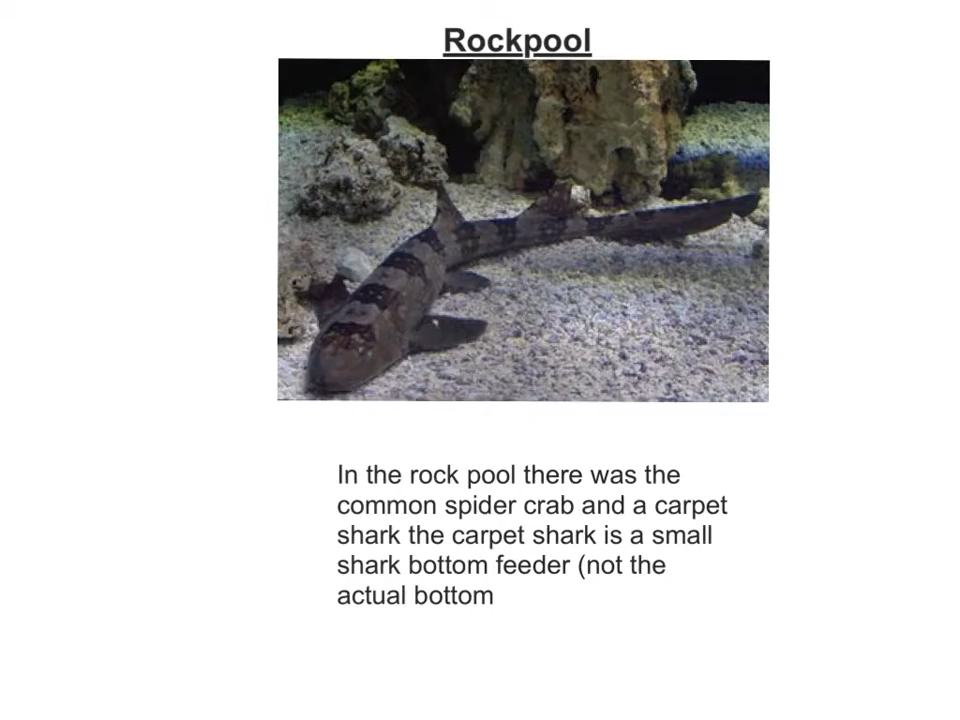 Rockpool
In the rock pool there was the
common spider crab and a carpet
shark the carpet shark is a small
shark bottom feeder (not the
actual bottom